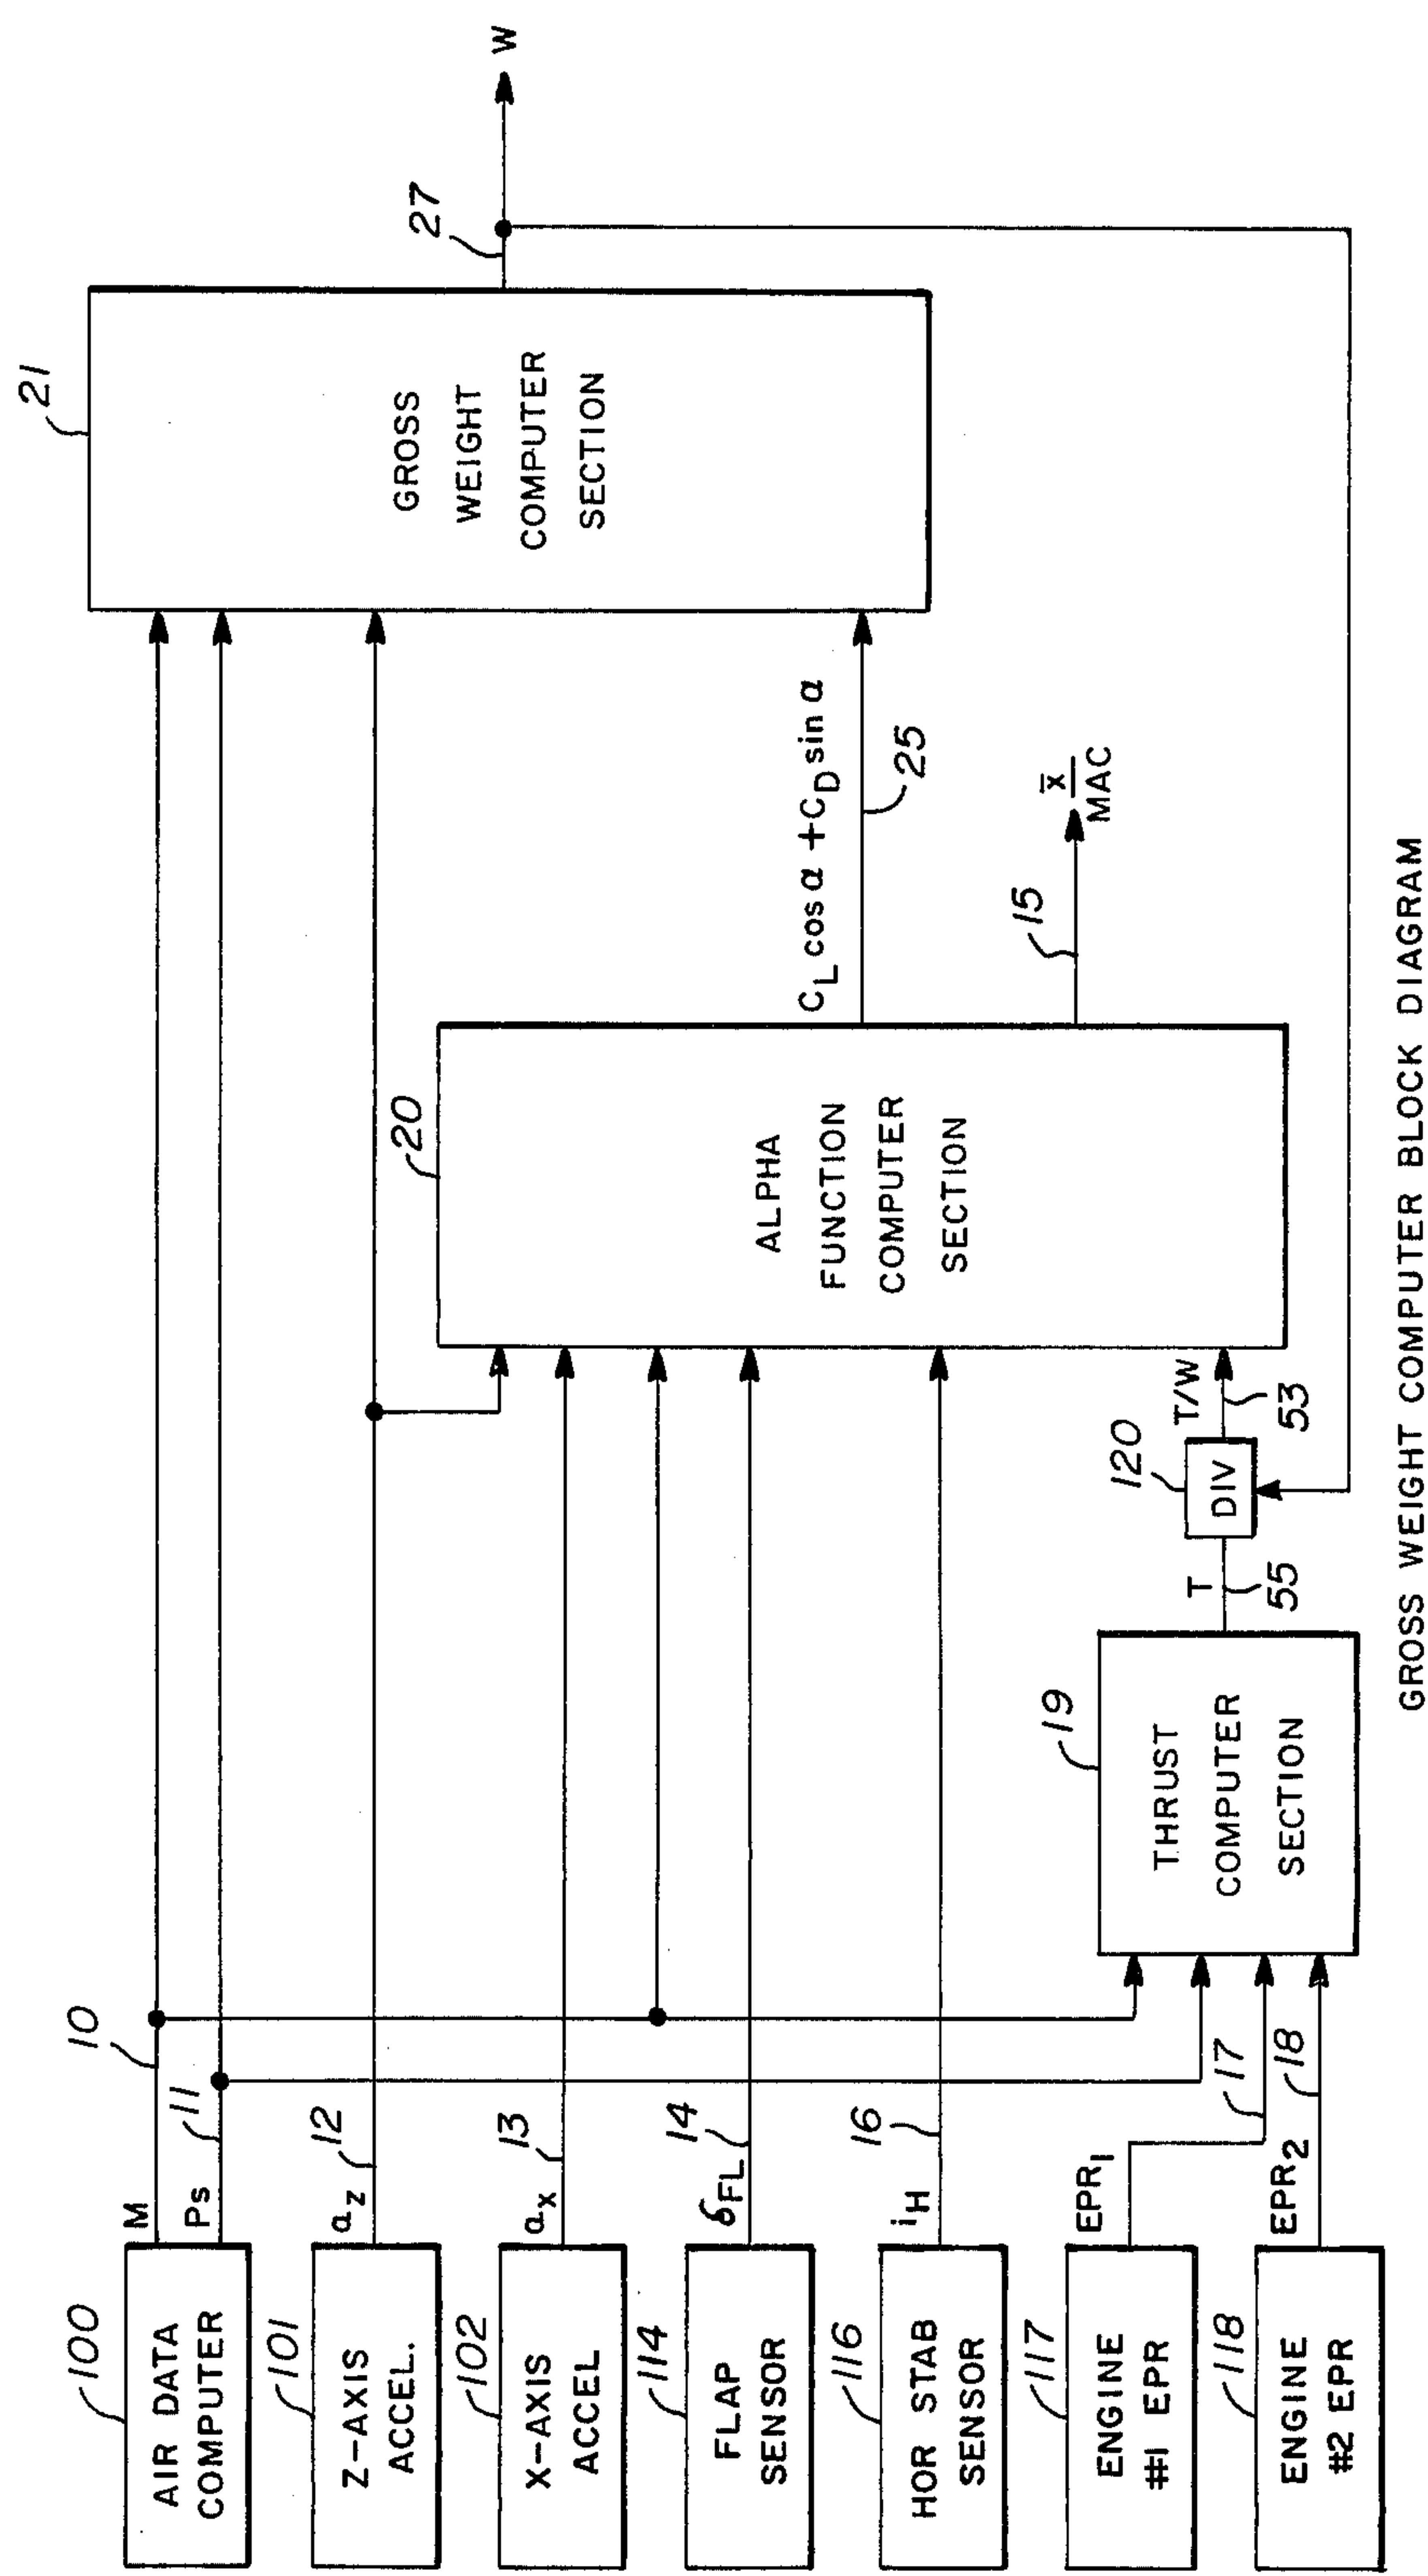 100
AIR DATA
COMPUTER
M
10
Ps
11
101
Z-AXIS
ACCEL.
az
12
102
X-AXIS
ACCEL
ax
13
114
FLAP
SENSOR
δFL
14
116
HOR STAB
SENSOR
iH
16
117
ENGINE
#1 EPR
EPR1
17
118
ENGINE
#2 EPR
EPR2
18
19
THRUST
COMPUTER
SECTION
T
55
120
DIV
T/W
53
20
ALPHA
FUNCTION
COMPUTER
SECTION
CL cos α + CD sin α
25
15
x̄
MAC
21
GROSS
WEIGHT
COMPUTER
SECTION
27
W
GROSS WEIGHT COMPUTER BLOCK DIAGRAM